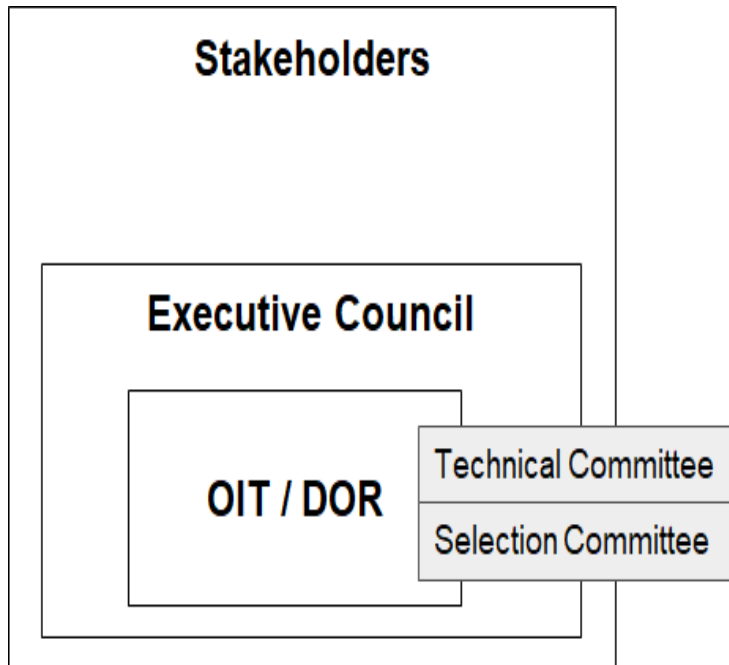 Stakeholders
Executive Council
OIT / DOR
Technical Committee
Selection Committee